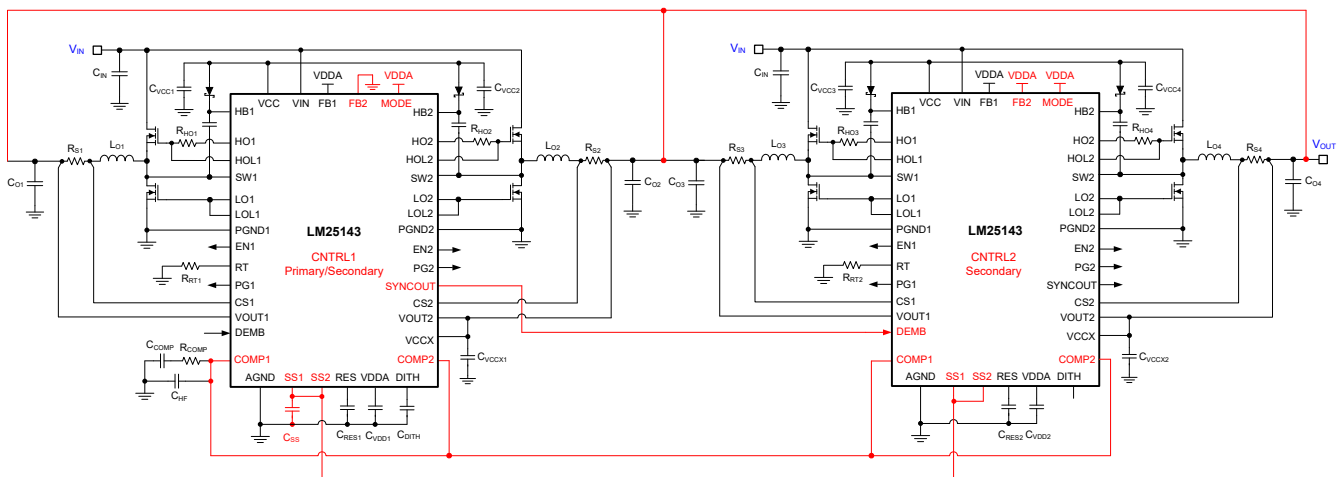 VIN
CIN
CVCC1
VDDA
VDDA
CVCC2
VCC
VIN
FB1
FB2
MODE
HB1
HB2
RHO1
HO1
HO2
RHO2
HOL1
HOL2
RS1
LO1
LO2
RS2
SW1
SW2
CO1
CO2
LO1
LO2
LOL1
LOL2
PGND1
PGND2
LM25143
CNTRL1
Primary/Secondary
EN1
EN2
RT
PG2
RRT1
PG1
SYNCOUT
CS1
CS2
VOUT1
VOUT2
DEMB
VCCX
CVCCX1
CCOMP
RCOMP
COMP1
COMP2
CHF
AGND
SS1
SS2
RES
VDDA
DITH
CSS
CRES1
CVDD1
CDITH
VIN
CIN
CVCC3
VDDA
VDDA
VDDA
CVCC4
VCC
VIN
FB1
FB2
MODE
HB1
HB2
RHO3
HO1
HO2
RHO4
HOL1
HOL2
RS3
LO3
LO4
RS4
VOUT
SW1
SW2
CO3
CO4
LO1
LO2
LOL1
LOL2
PGND1
PGND2
LM25143
CNTRL2
Secondary
EN1
EN2
RT
PG2
RRT2
PG1
SYNCOUT
CS1
CS2
VOUT1
VOUT2
DEMB
VCCX
CVCCX2
COMP1
COMP2
AGND
SS1
SS2
RES
VDDA
DITH
CRES2
CVDD2